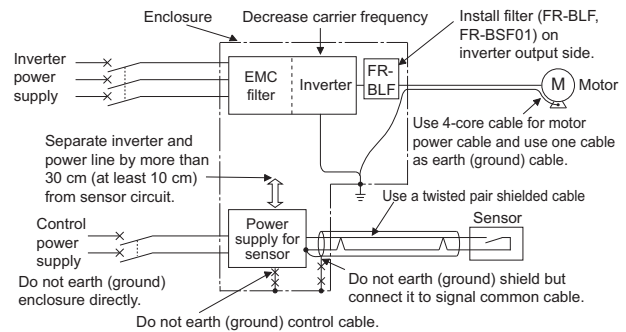 Enclosure
Decrease carrier frequency
Install filter (FR-BLF,
FR-BSF01) on
inverter output side.
Inverter
power
supply
EMC
filter
Inverter
FR-
BLF
M
Motor
Use 4-core cable for motor
power cable and use one cable
as earth (ground) cable.
Separate inverter and
power line by more than
30 cm (at least 10 cm)
from sensor circuit.
Use a twisted pair shielded cable
Control
power
supply
Power
supply for
sensor
Sensor
Do not earth (ground)
enclosure directly.
Do not earth (ground) shield but
connect it to signal common cable.
Do not earth (ground) control cable.